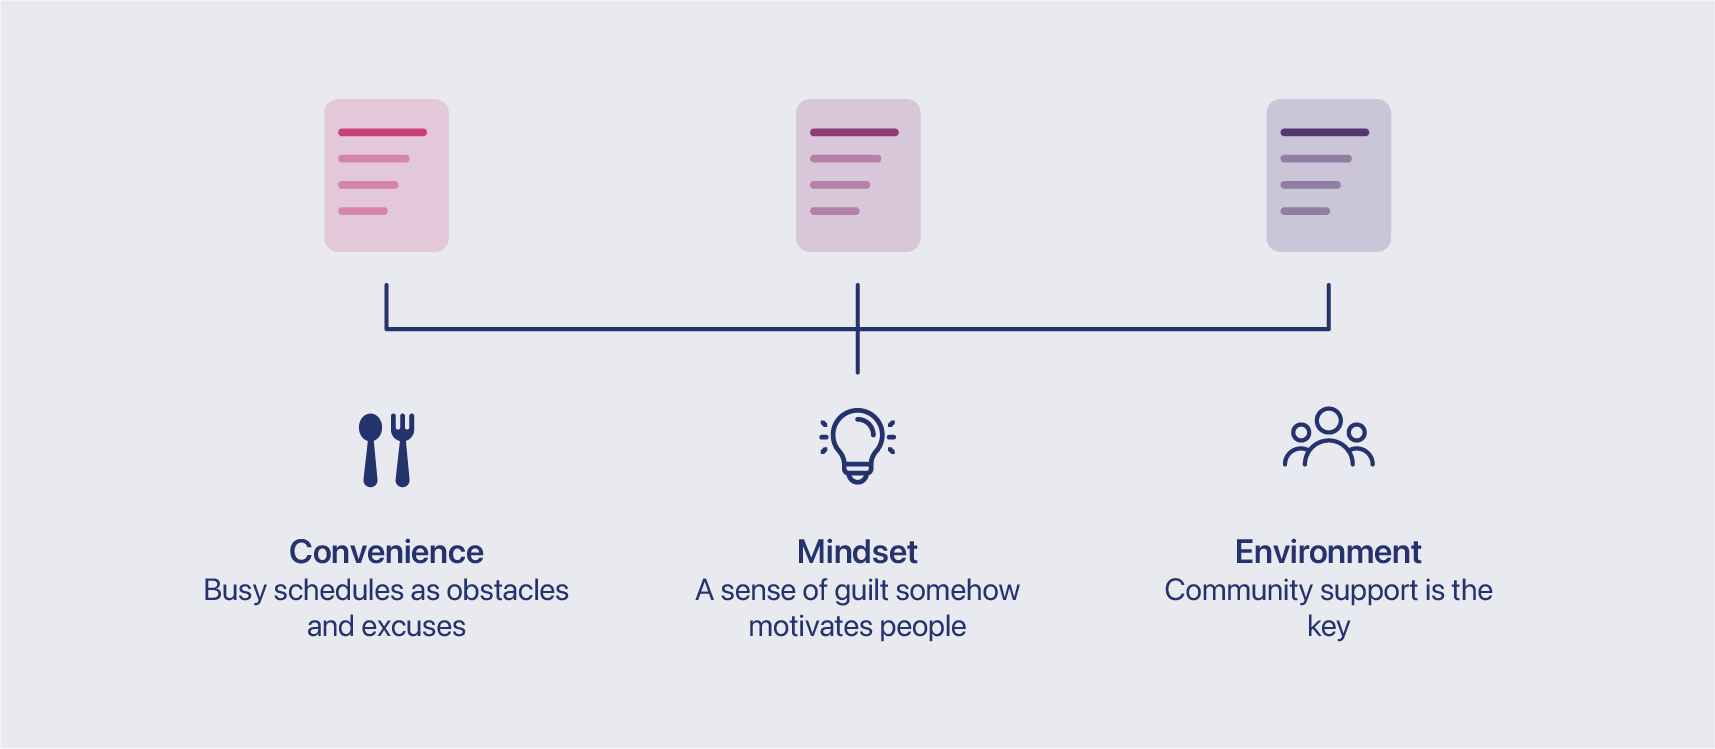 Convenience
Busy schedules as obstacles
and excuses
Mindset
A sense of guilt somehow
motivates people
Environment
Community support is the
key